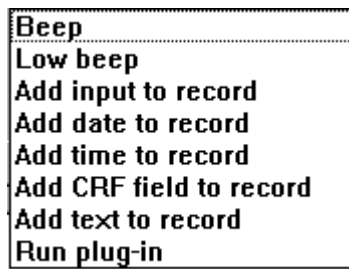 Beep
Low beep
Add input to record
Add date to record
Add time to record
Add CRF field to record
Add text to record
Run plug-in